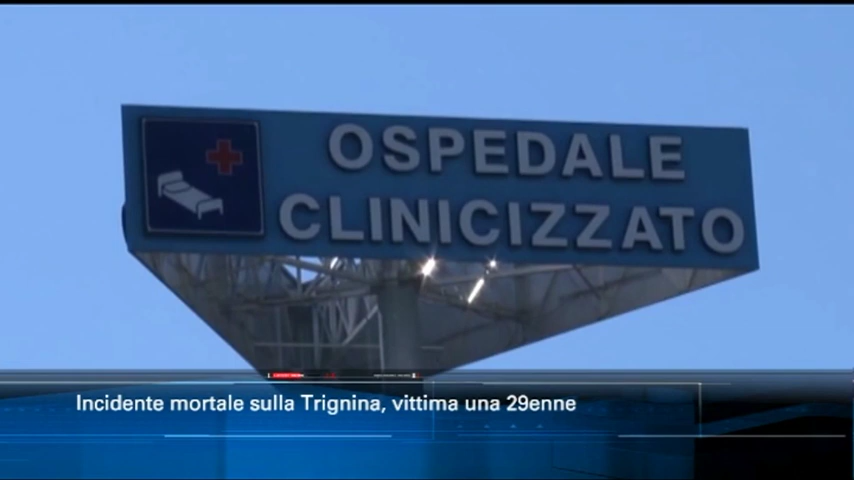 OSPEDALE
CLINICIZZATO
Incidente mortale sulla Trignina, vittima una 29enne